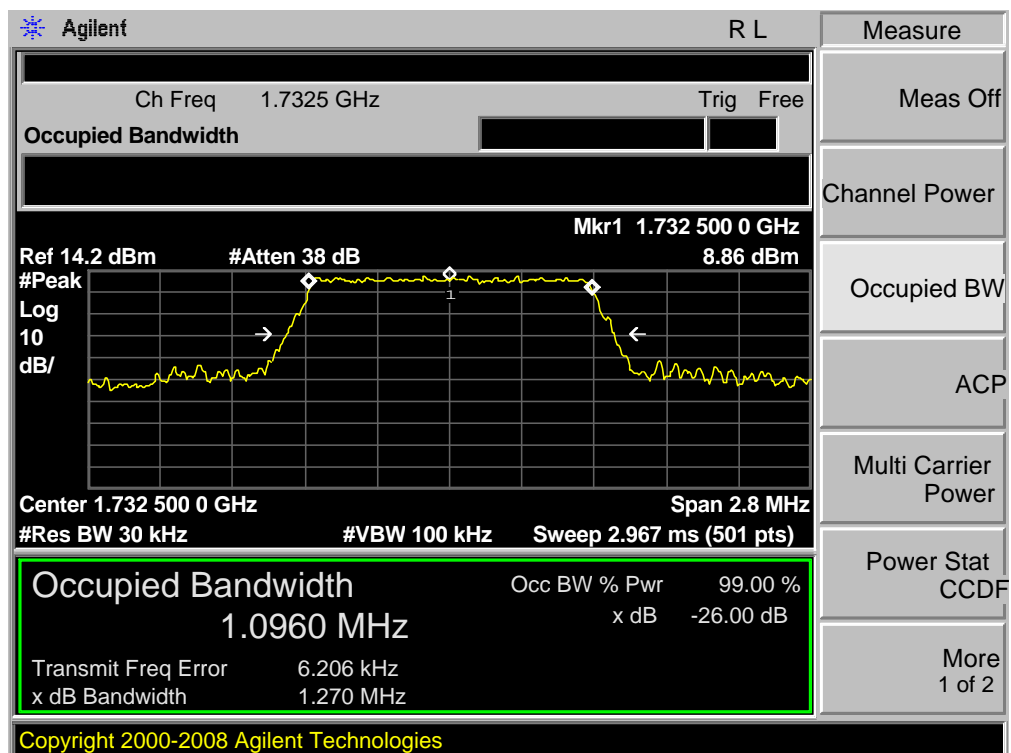 Agilent R L
Measure
Ch Freq 1.7325 GHz Trig Free
Occupied Bandwidth
Mkr1 1.732 500 0 GHz
Ref 14.2 dBm #Atten 38 dB 8.86 dBm
#Peak
Log
10
dB/
1
Center 1.732 500 0 GHz Span 2.8 MHz
#Res BW 30 kHz #VBW 100 kHz Sweep 2.967 ms (501 pts)
Occupied Bandwidth Occ BW % Pwr 99.00 %
1.0960 MHz x dB -26.00 dB
Transmit Freq Error 6.206 kHz
x dB Bandwidth 1.270 MHz
Copyright 2000-2008 Agilent Technologies
Meas Off
Channel Power
Occupied BW
ACP
Multi Carrier
Power
Power Stat
CCDF
More
1 of 2